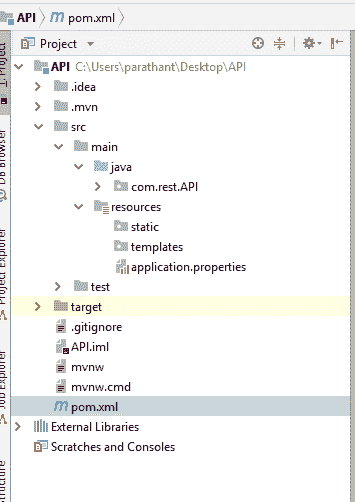 API pom.xml
Project
API C:\Users\parathant\Desktop\API
.idea
.mvn
src
main
java
com.rest.API
resources
static
templates
application.properties
test
target
.gitignore
API.iml
mvnw
mvnw.cmd
pom.xml
External Libraries
Scratches and Consoles
1: Project
DB Browser
Project Explorer
Job Explorer